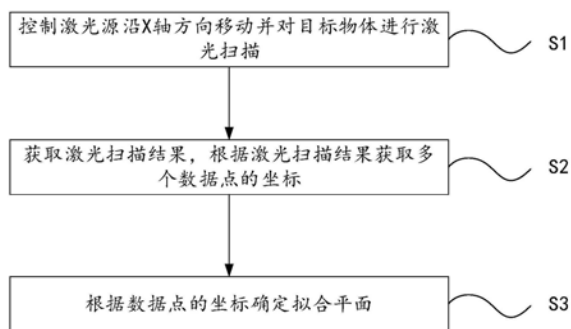 控制激光源沿X轴方向移动并对目标物体进行激
光扫描
S1
获取激光扫描结果，根据激光扫描结果获取多
个数据点的坐标
S2
根据数据点的坐标确定拟合平面
S3